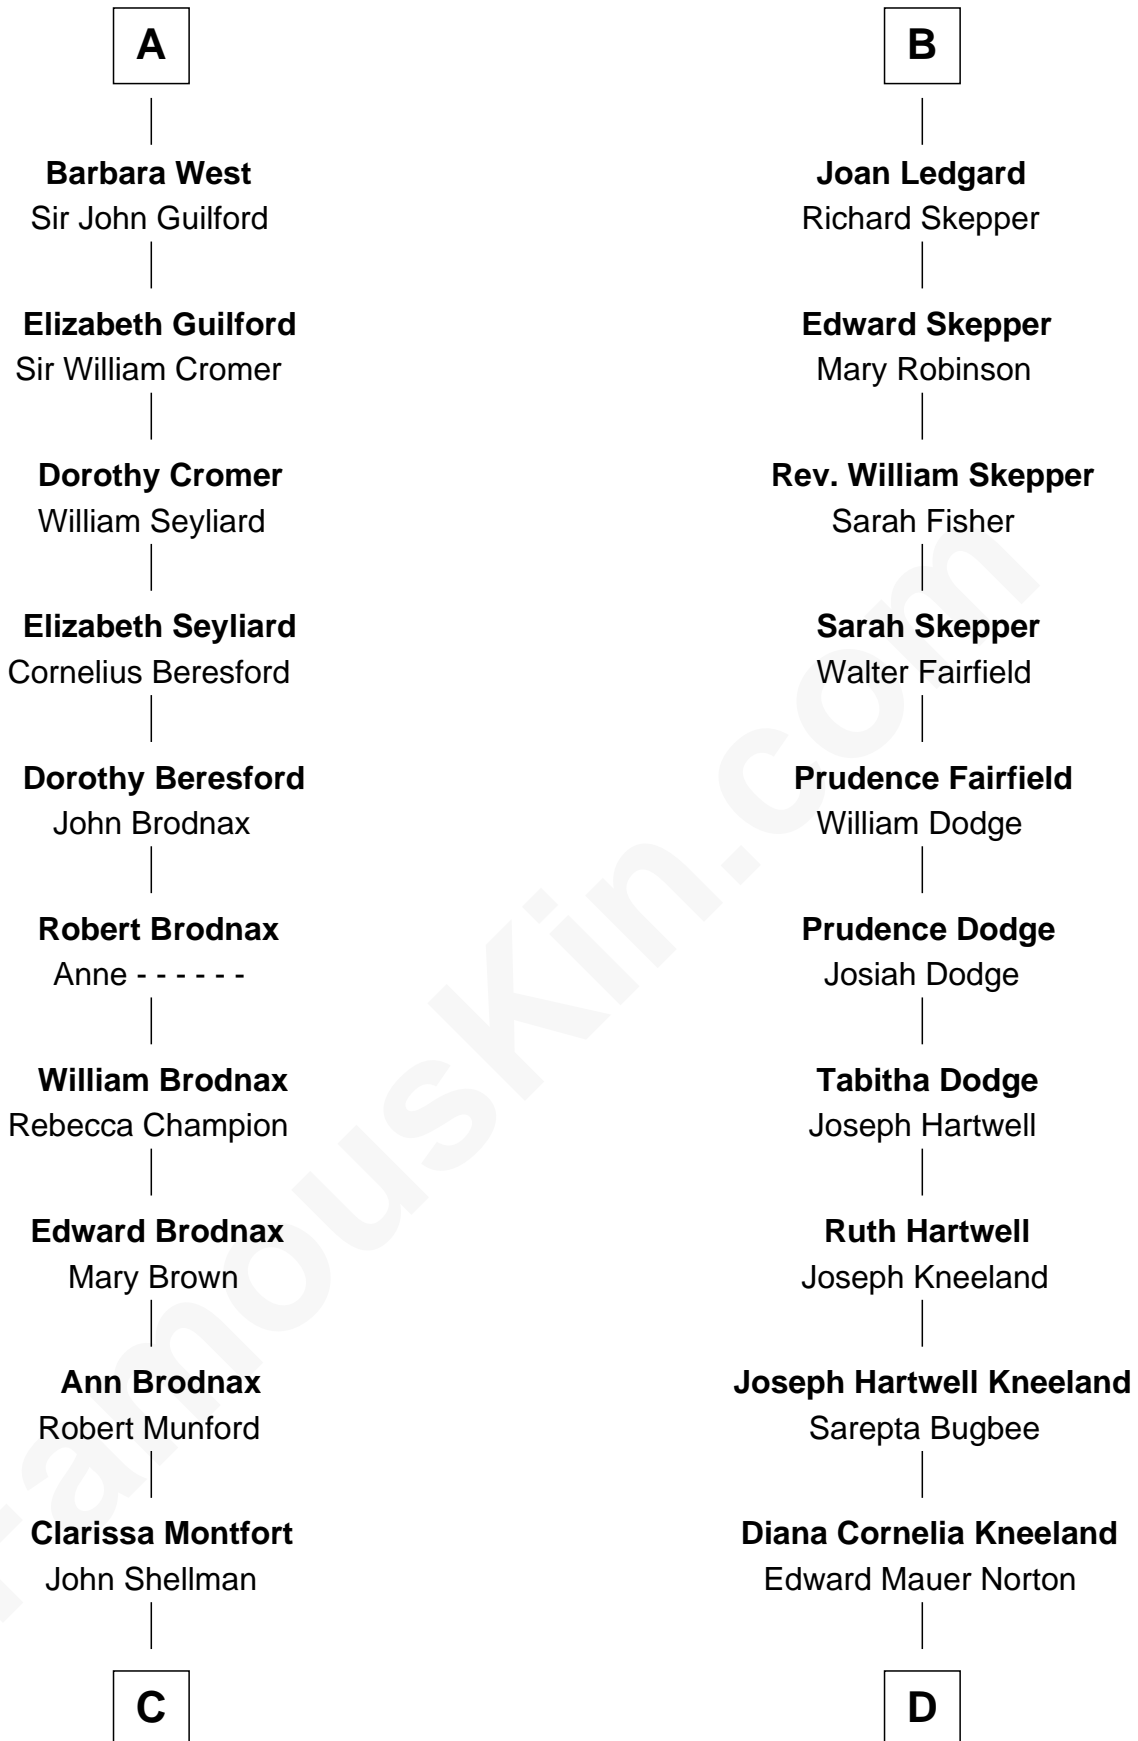 A
Barbara West
Sir John Guilford
Elizabeth Guilford
Sir William Cromer
Dorothy Cromer
William Seyliard
Elizabeth Seyliard
Cornelius Beresford
Dorothy Beresford
John Brodnax
Robert Brodnax
Anne - - - - - -
William Brodnax
Rebecca Champion
Edward Brodnax
Mary Brown
Ann Brodnax
Robert Munford
Clarissa Montfort
John Shellman
C
B
Joan Ledgard
Richard Skepper
Edward Skepper
Mary Robinson
Rev. William Skepper
Sarah Fisher
Sarah Skepper
Walter Fairfield
Prudence Fairfield
William Dodge
Prudence Dodge
Josiah Dodge
Tabitha Dodge
Joseph Hartwell
Ruth Hartwell
Joseph Kneeland
Joseph Hartwell Kneeland
Sarepta Bugbee
Diana Cornelia Kneeland
Edward Mauer Norton
D
FamousKin.com